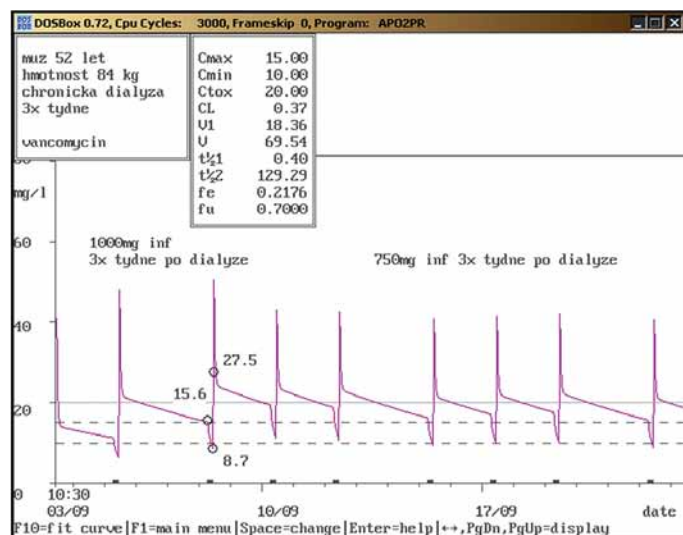 DOSBox 0.72, Cpu Cycles: 3000, Frameskip 0, Program: APO2PR
muz 52 let
hmotnost 84 kg
chronicka dialyza
3x tydne
vancomycin
Cmax 15.00
Cmin 10.00
Ctox 20.00
CL 0.37
V1 18.36
V 69.54
t½1 0.40
t½2 129.29
fe 0.2176
fu 0.7000
mg/l
60
1000mg inf
3x tydne po dialyze
750mg inf 3x tydne po dialyze
40
27.5
15.6
20
8.7
0
10:30
03/09
10/09
17/09
date
F10=fit curve|F1=main menu|Space=change|Enter=help|↔,PgDn,PgUp=display